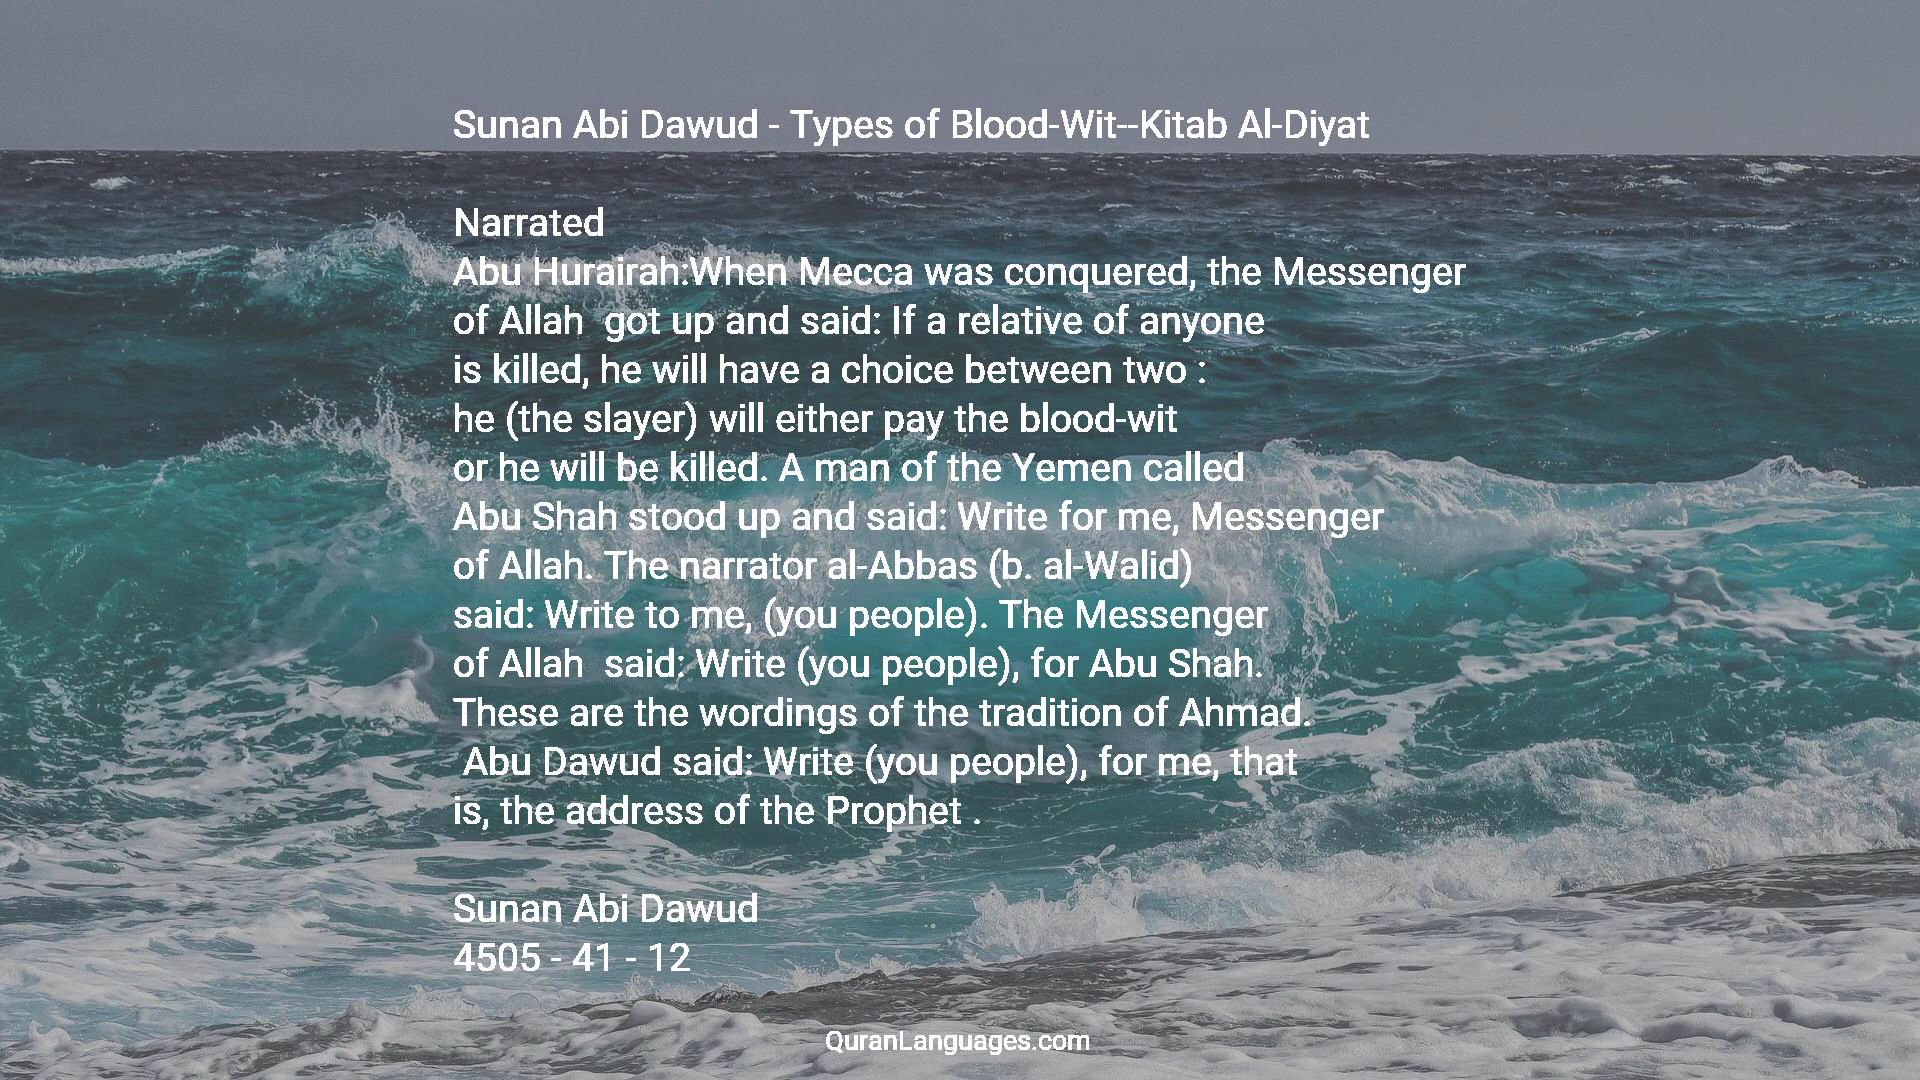 Sunan Abi Dawud - Types of Blood-Wit--Kitab Al-Diyat
Narrated
Abu Hurairah:When Mecca was conquered, the Messenger
of Allah  got up and said: If a relative of anyone
is killed, he will have a choice between two :
he (the slayer) will either pay the blood-wit
or he will be killed. A man of the Yemen called
Abu Shah stood up and said: Write for me, Messenger
of Allah. The narrator al-Abbas (b. al-Walid)
said: Write to me, (you people). The Messenger
of Allah  said: Write (you people), for Abu Shah.
These are the wordings of the tradition of Ahmad.
Abu Dawud said: Write (you people), for me, that
is, the address of the Prophet .
Sunan Abi Dawud
4505 - 41 - 12
QuranLanguages.com